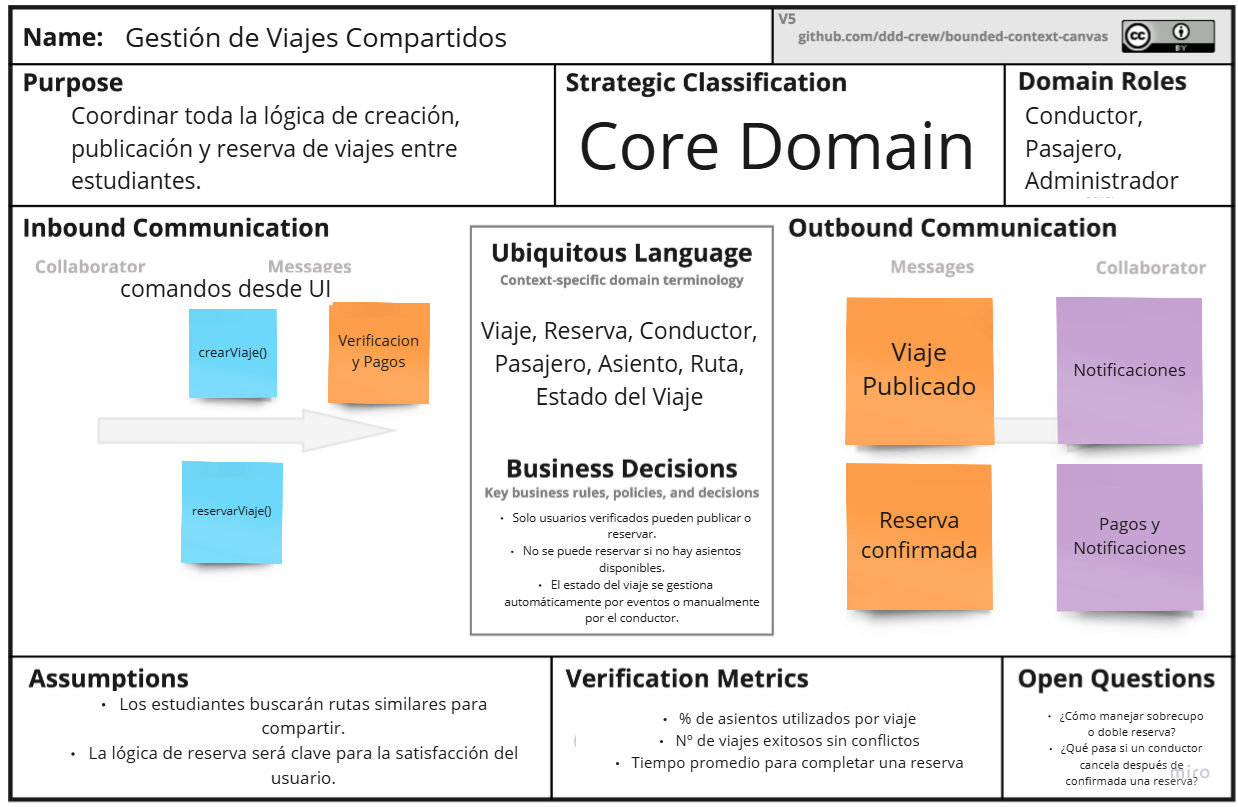 Name: Gestión de Viajes Compartidos
V5
github.com/ddd-crew/bounded-context-canvas
cc
BY
Purpose
Coordinar toda la lógica de creación,
publicación y reserva de viajes entre
estudiantes.
Strategic Classification
Core Domain
Domain Roles
Conductor,
Pasajero,
Administrador
Inbound Communication
Collaborator
Messages
comandos desde UI
crearViaje()
Verificacion
y Pagos
reservarViaje()
Ubiquitous Language
Context-specific domain terminology
Viaje, Reserva, Conductor,
Pasajero, Asiento, Ruta,
Estado del Viaje
Business Decisions
Key business rules, policies, and decisions
• Solo usuarios verificados pueden publicar o
reservar.
• No se puede reservar si no hay asientos
disponibles.
• El estado del viaje se gestiona
automáticamente por eventos o manualmente
por el conductor.
Outbound Communication
Messages
Collaborator
Viaje
Publicado
Notificaciones
Reserva
confirmada
Pagos y
Notificaciones
Assumptions
• Los estudiantes buscarán rutas similares para
compartir.
• La lógica de reserva será clave para la satisfacción del
usuario.
Verification Metrics
• % de asientos utilizados por viaje
• Nº de viajes exitosos sin conflictos
• Tiempo promedio para completar una reserva
Open Questions
• ¿Cómo manejar sobrecupo
o doble reserva?
• ¿Qué pasa si un conductor
cancela después de
confirmada una reserva?
miro